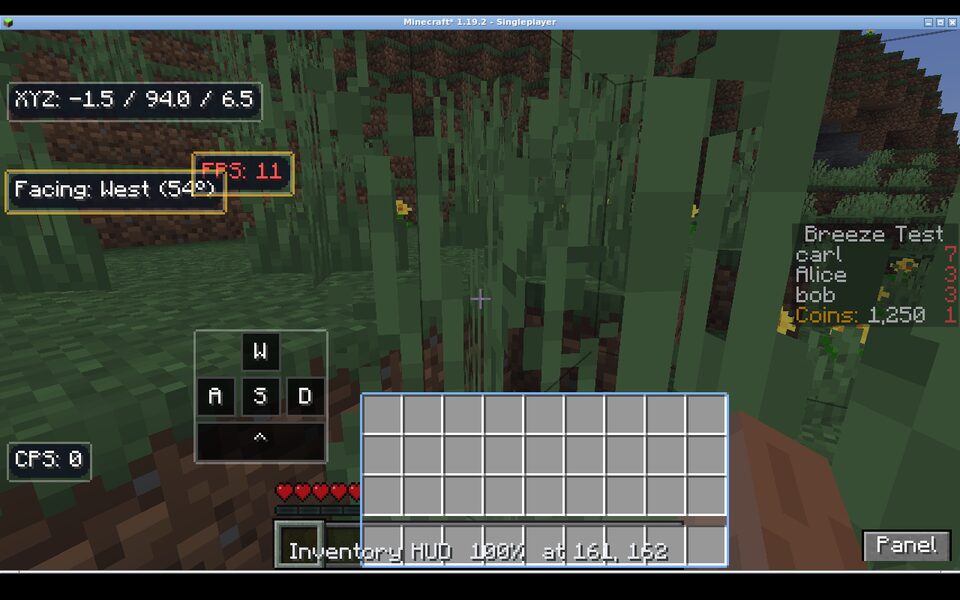 Minecraft* 1.19.2 - Singleplayer
XYZ: -1.5 / 94.0 / 6.5
FPS: 11
Facing: West (54º)
Breeze Test
carl 7
Alice 3
bob 3
Coins: 1,250 1
W
A S D
^
CPS: 0
Inventory HUD 100% at 161, 162
Panel